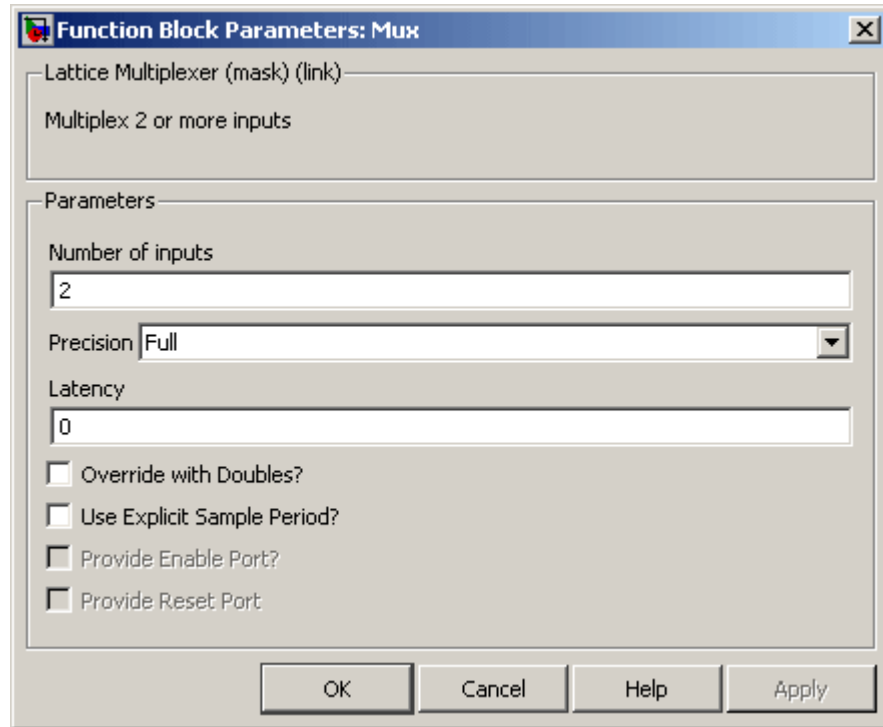 Function Block Parameters: Mux
Lattice Multiplexer (mask) (link)
Multiplex 2 or more inputs
Parameters
Number of inputs
2
Precision Full
Latency
0
Override with Doubles?
Use Explicit Sample Period?
Provide Enable Port?
Provide Reset Port
OK Cancel Help Apply